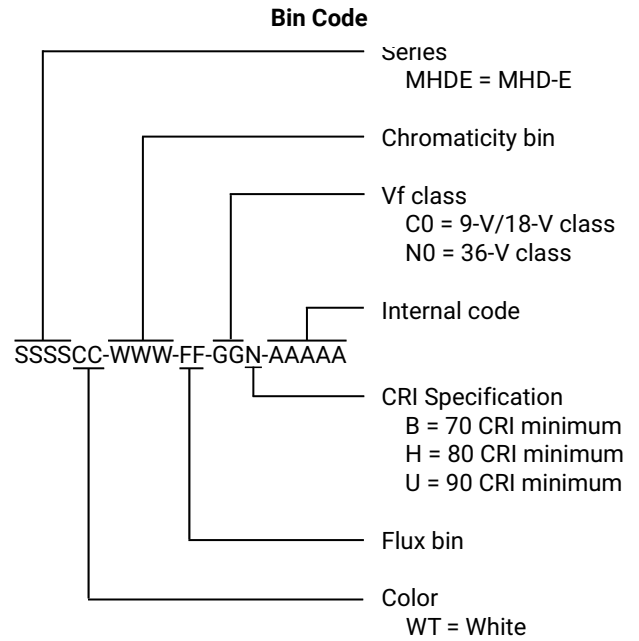 Bin Code
Series
MHDE = MHD-E
Chromaticity bin
Vf class
C0 = 9-V/18-V class
N0 = 36-V class
Internal code
SSSSCC-WWW-FF-GGN-AAAAA
CRI Specification
B = 70 CRI minimum
H = 80 CRI minimum
U = 90 CRI minimum
Flux bin
Color
WT = White